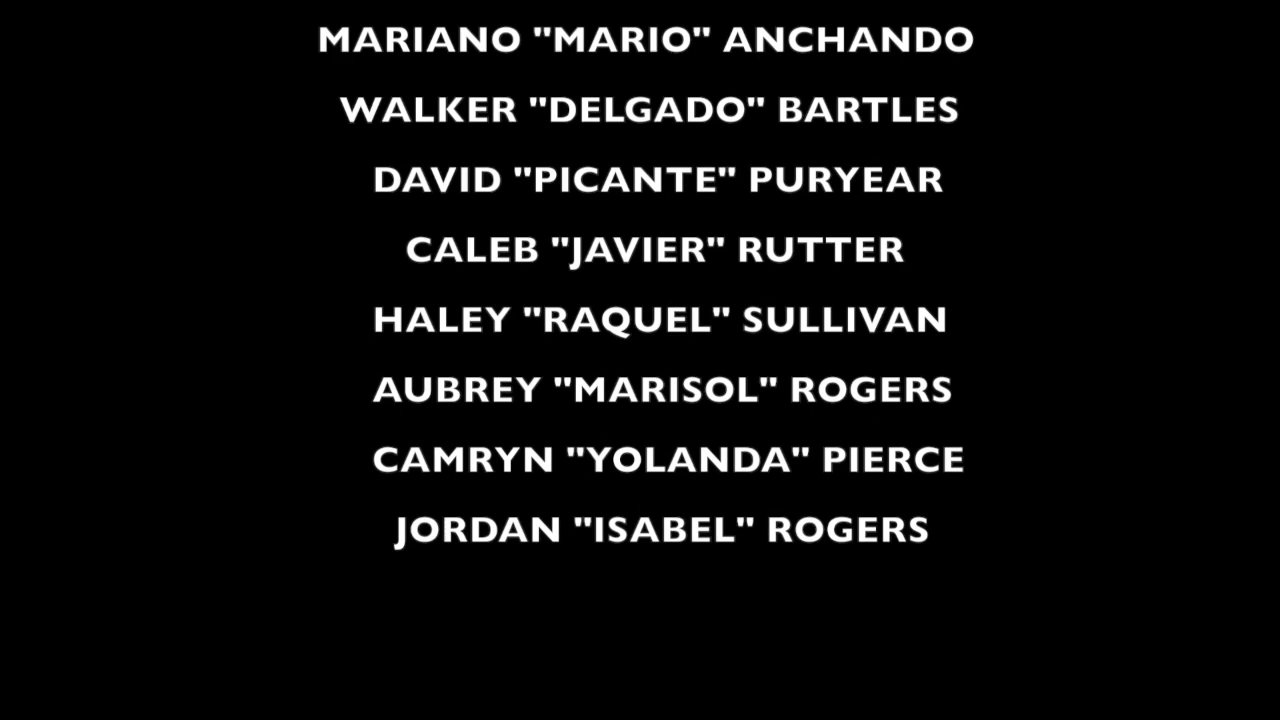 MARIANO "MARIO" ANCHANDO
WALKER "DELGADO" BARTLES
DAVID "PICANTE" PURYEAR
CALEB "JAVIER" RUTTER
HALEY "RAQUEL" SULLIVAN
AUBREY "MARISOL" ROGERS
CAMRYN "YOLANDA" PIERCE
JORDAN "ISABEL" ROGERS